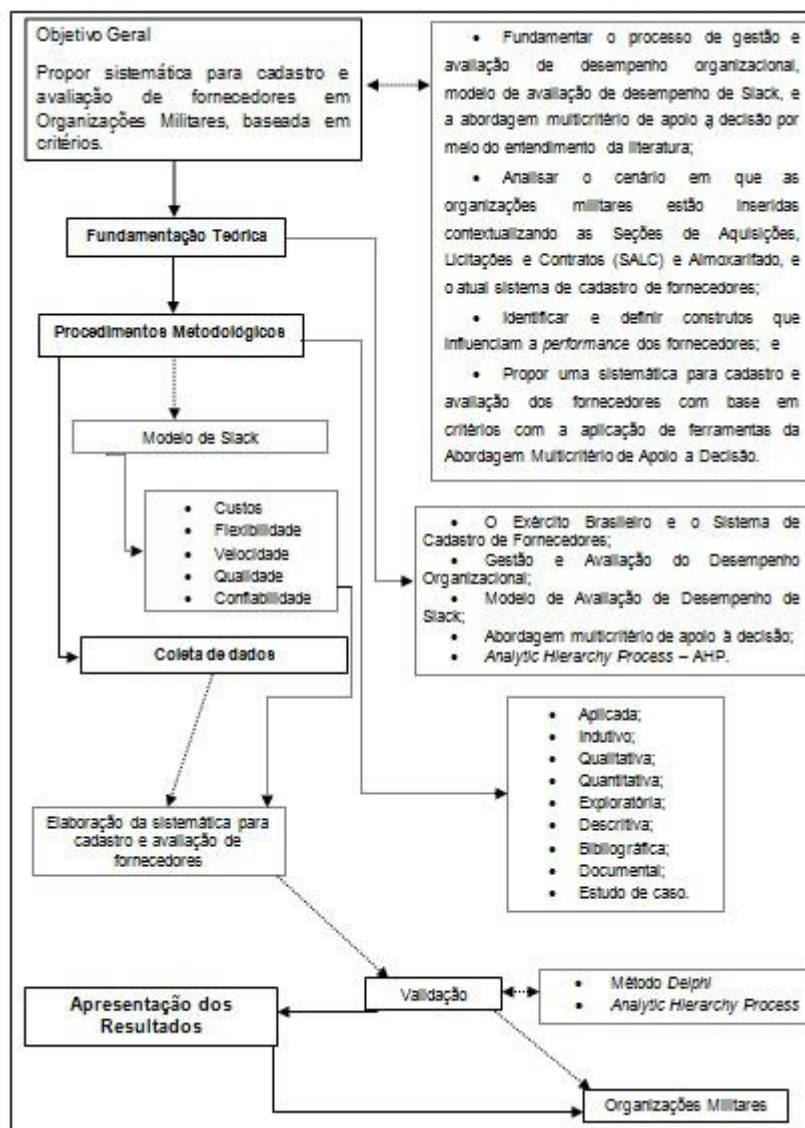 Objetivo Geral
Propor sistemática para cadastro e
avaliação de fornecedores em
Organizações Militares, baseada em
critérios.
• Fundamentar o processo de gestão e
avaliação de desempenho organizacional,
modelo de avaliação de desempenho de Slack, e
a abordagem multicritério de apoio a decisão por
meio do entendimento da literatura;
• Analisar o cenário em que as
organizações militares estão inseridas
contextualizando as Seções de Aquisições,
Licitações e Contratos (SALC) e Almoxarifado, e
o atual sistema de cadastro de fornecedores;
• Identificar e definir construtos que
influenciam a performance dos fornecedores; e
• Propor uma sistemática para cadastro e
avaliação dos fornecedores com base em
critérios com a aplicação de ferramentas da
Abordagem Multicritério de Apoio a Decisão.
Fundamentação Teórica
Procedimentos Metodológicos
Modelo de Slack
• Custos
• Flexibilidade
• Velocidade
• Qualidade
• Confiabilidade
• O Exército Brasileiro e o Sistema de
Cadastro de Fornecedores;
• Gestão e Avaliação do Desempenho
Organizacional;
• Modelo de Avaliação de Desempenho de
Slack;
• Abordagem multicritério de apoio à decisão;
• Analytic Hierarchy Process – AHP.
Coleta de dados
• Aplicada;
• Indutivo;
• Qualitativa;
• Quantitativa;
• Exploratória;
• Descritiva;
• Bibliográfica;
• Documental;
• Estudo de caso.
Elaboração da sistemática para
cadastro e avaliação de
fornecedores
Validação
• Método Delphi
• Analytic Hierarchy Process
Apresentação dos
Resultados
Organizações Militares